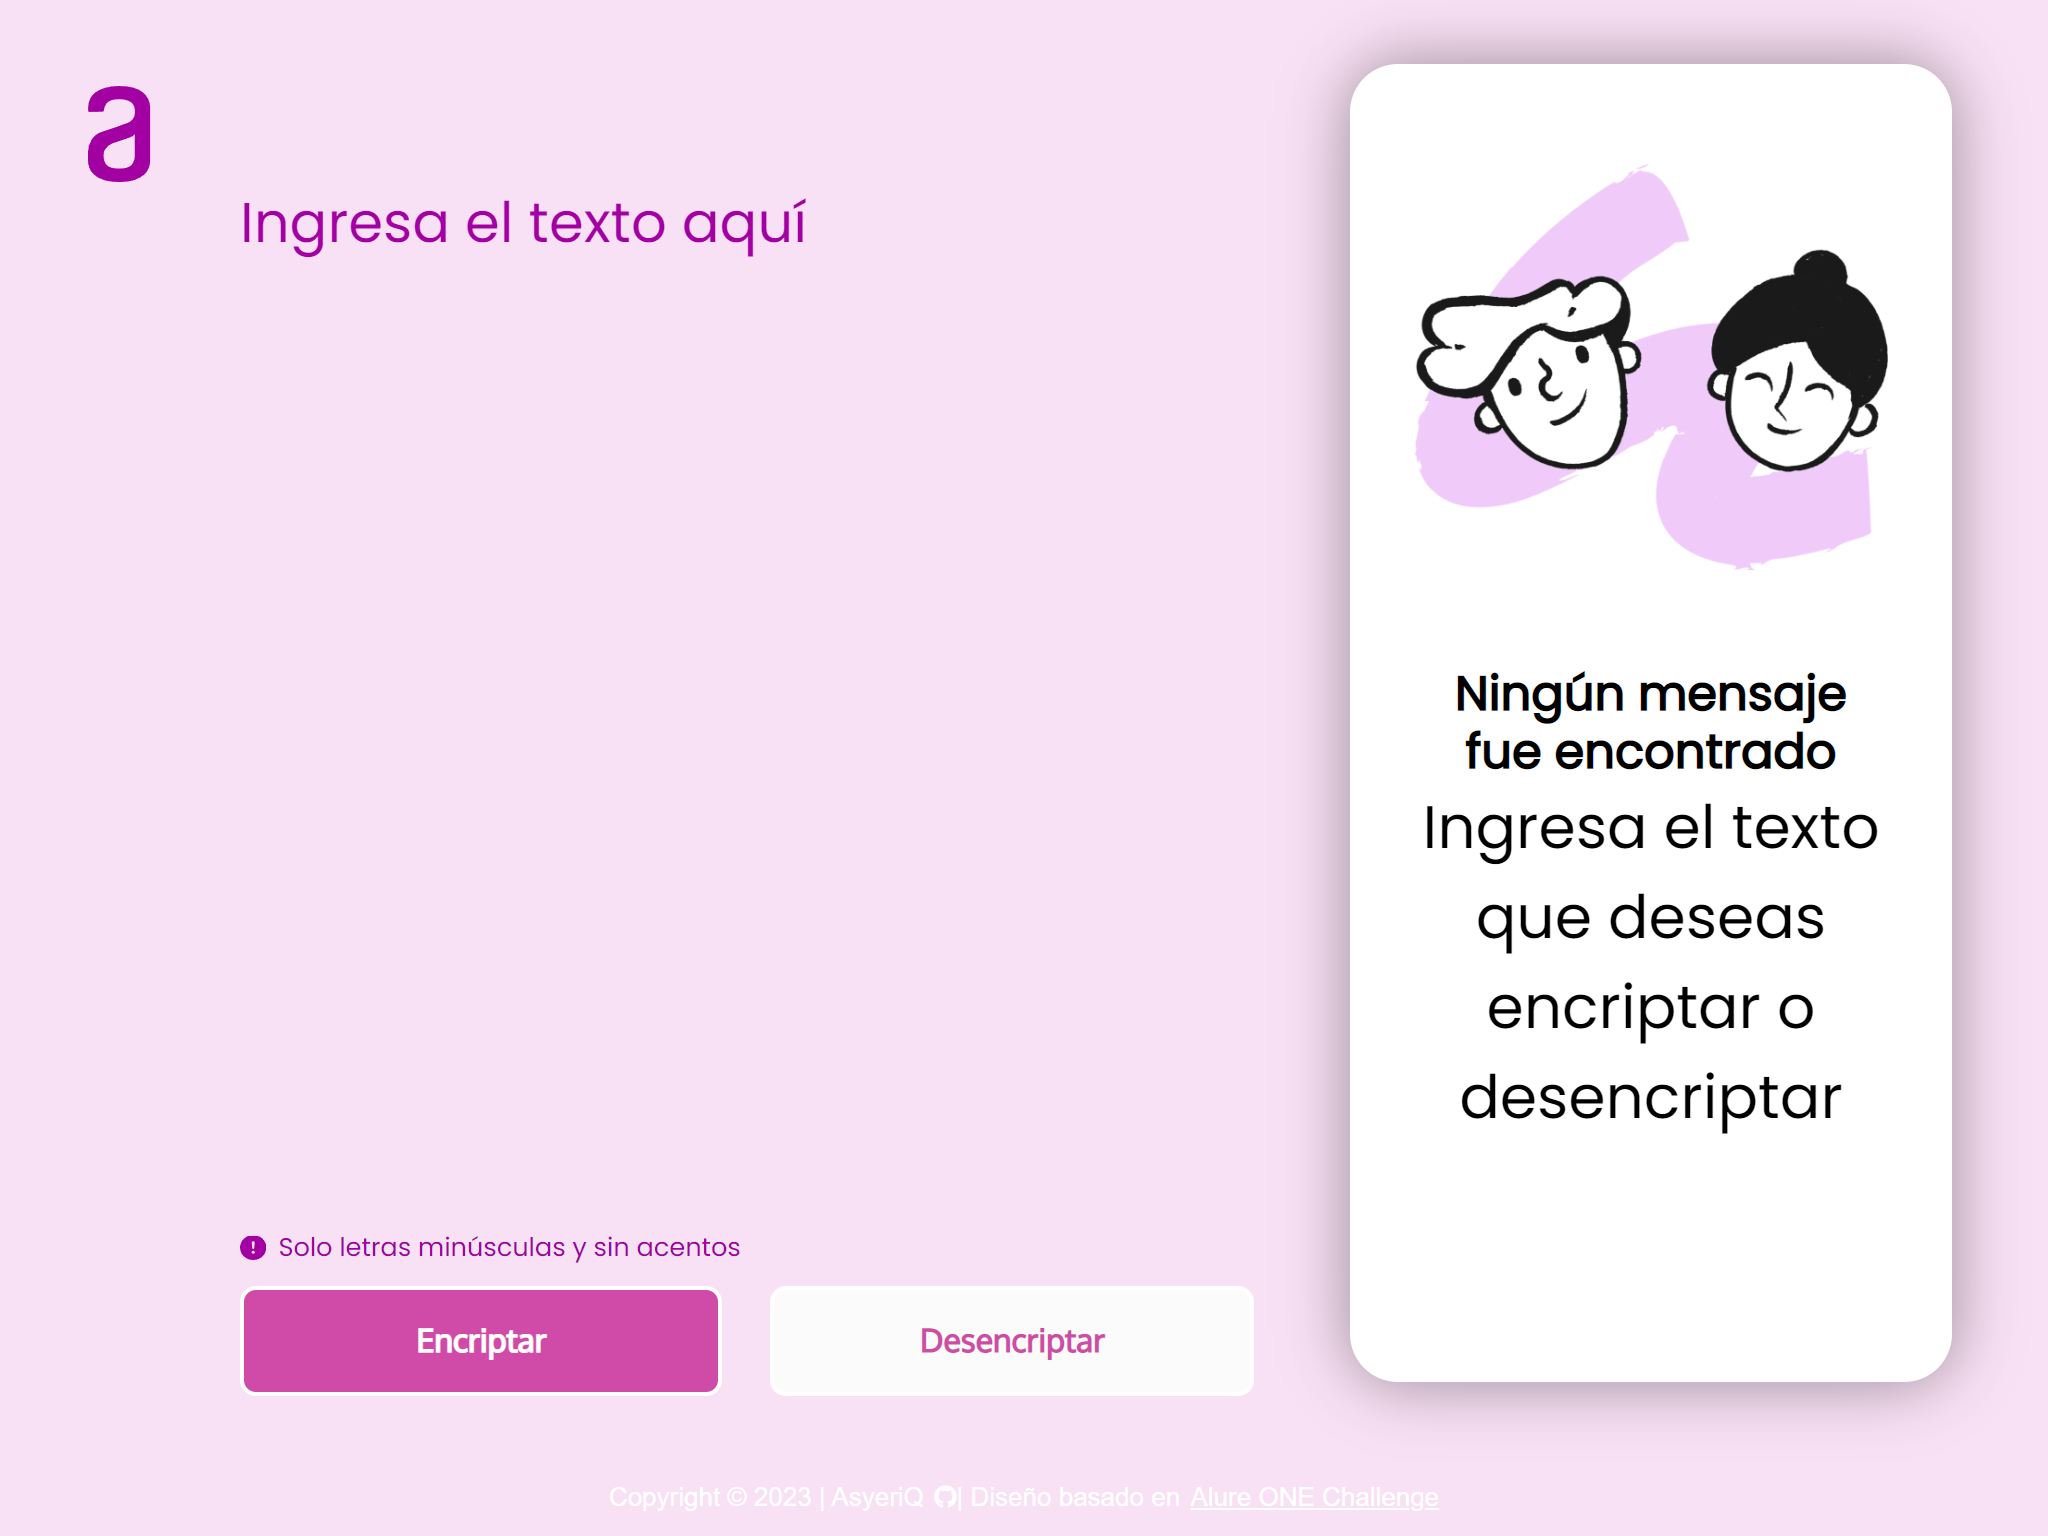 a
Ingresa el texto aquí
Ningún mensaje
fue encontrado
Ingresa el texto
que deseas
encriptar o
desencriptar
Solo letras minúsculas y sin acentos
Encriptar
Desencriptar
Copyright © 2023 | AsyeriQ | Diseño basado en Alure ONE Challenge